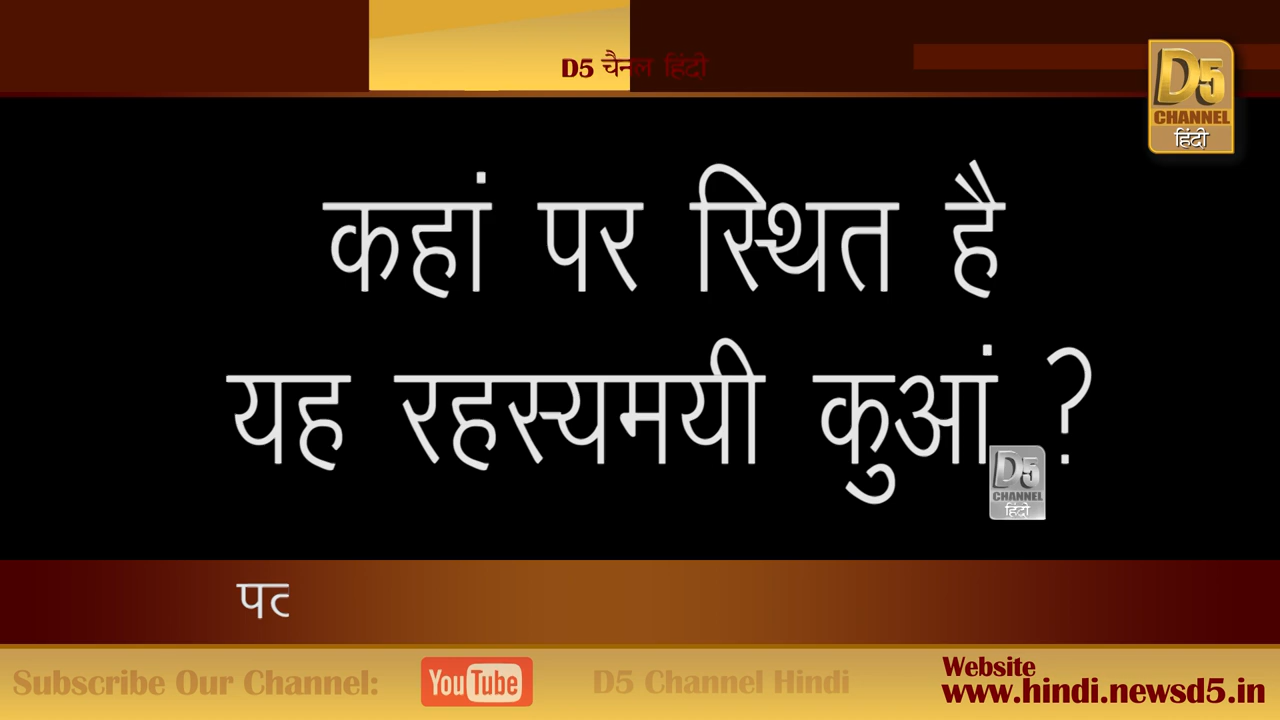 D5 चैनल हिंदी
D5
CHANNEL
हिंदी
कहां पर स्थित है
यह रहस्यमयी कुआं ?
D5
CHANNEL
हिंदी
Subscribe Our Channel:
YouTube
D5 Channel Hindi
Website
www.hindi.newsd5.in